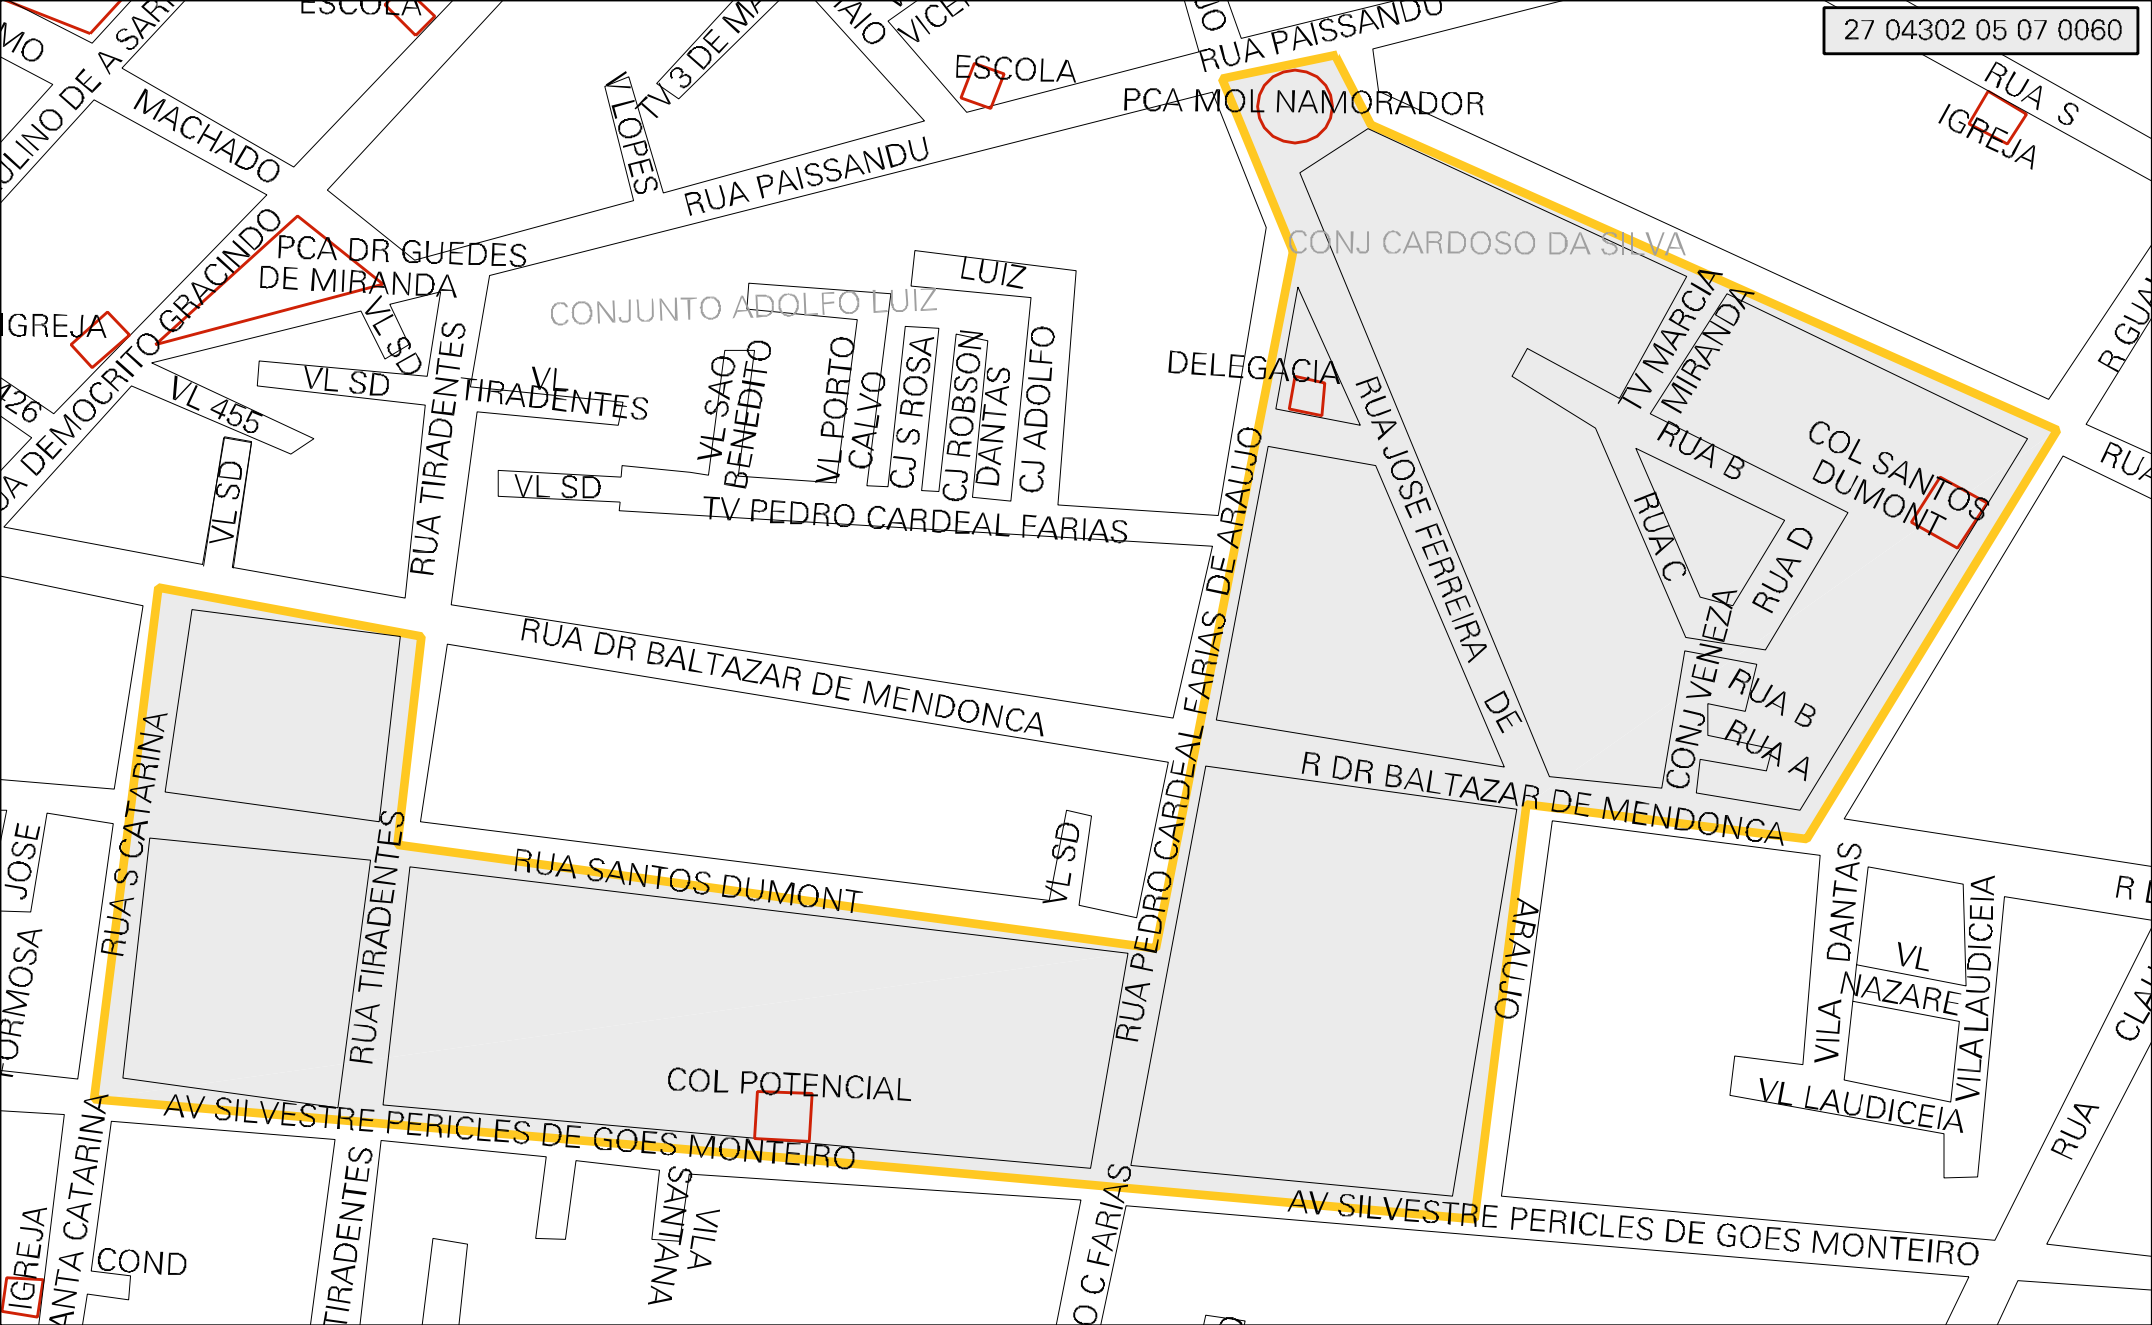 ESCOLA
27 04302 05 07 0060
RUA PAISSANDU
MACHADO
TV 3 DE MA
V LOPES
ESCOLA
PCA MOL NAMORADOR
RUA S
IGREJA
RUA PAISSANDU
PCA DR GUEDES
DE MIRANDA
CONJ CARDOSO DA SILVA
CONJUNTO ADOLFO LUIZ
LUIZ
IGREJA
VL SD
VL SD
VL 455
VL SD
RUA TIRADENTES
VL
TIRADENTES
VL SAO
BENEDITO
VL PORTO
CALVO
CJ S ROSA
CJ ROBSON
DANTAS
CJ ADOLFO
DELEGACIA
TV MARCIA
MIRANDA
RUA B
COL SANTOS
DUMONT
RUA
VL SD
TV PEDRO CARDEAL FARIAS
RUA JOSE FERREIRA DE
ARAUJO
RUA C
RUA D
CONJ VENEZA
RUA B
RUA A
RUA DR BALTAZAR DE MENDONCA
R DR BALTAZAR DE MENDONCA
RUA PEDRO CARDEAL FARIAS DE ARAUJO
RUA S CATARINA
RUA TIRADENTES
RUA SANTOS DUMONT
VL SD
JOSE
VILA DANTAS
VL
NAZARE
VILA LAUDICEIA
VL LAUDICEIA
RUA
COL POTENCIAL
AV SILVESTRE PERICLES DE GOES MONTEIRO
AV SILVESTRE PERICLES DE GOES MONTEIRO
TIRADENTES
VILA
SANTANA
O C FARIAS
ANTA CATARINA
COND
IGREJA